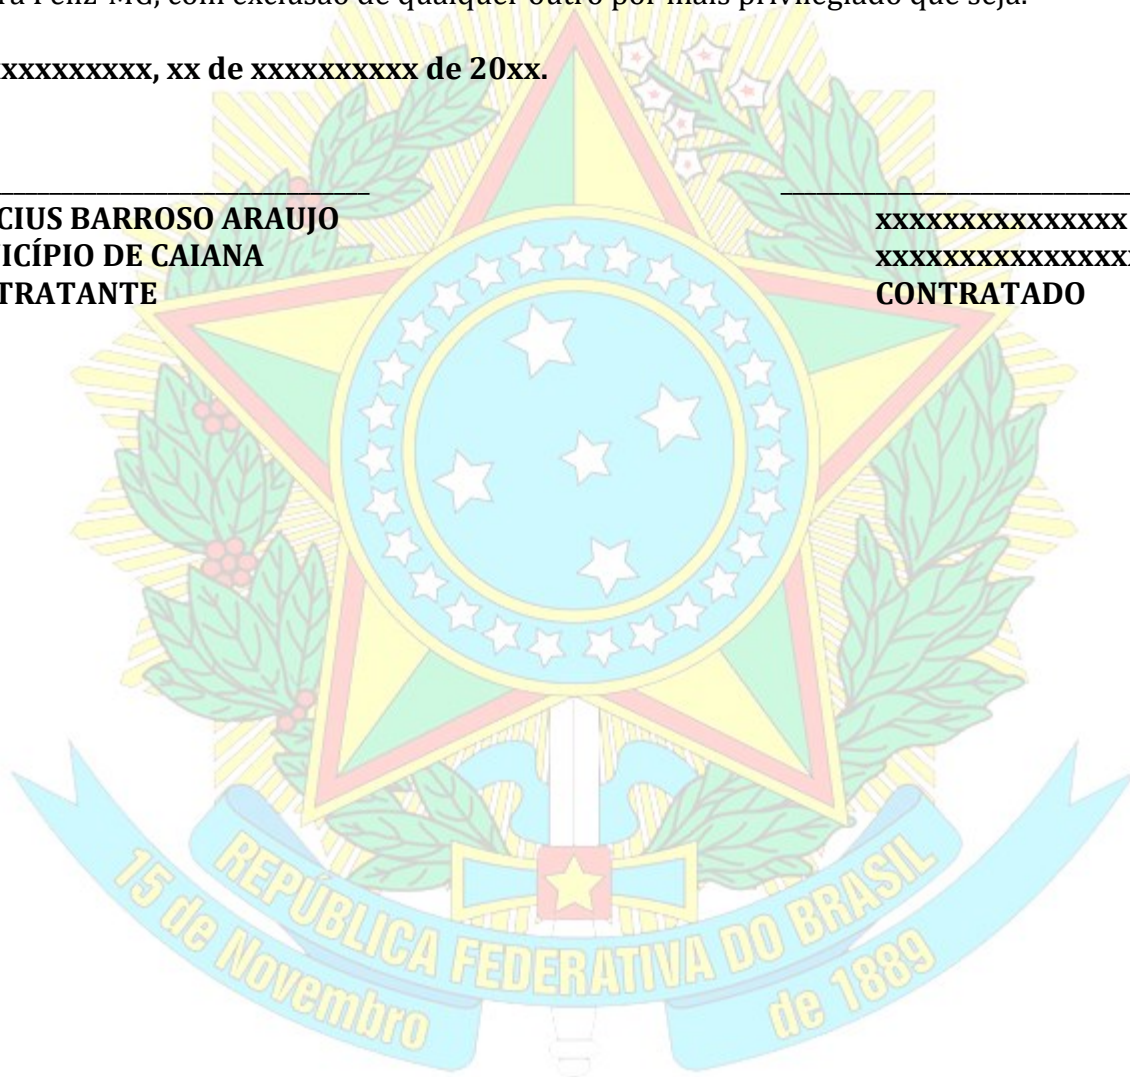 ra Feliz-MG, com exclusão de qualquer outro por mais privilegiado que seja.
xxxxxxxxxx, xx de xxxxxxxxxx de 20xx.
CIUS BARROSO ARAUJO
xxxxxxxxxxxxxxx
ICÍPIO DE CAIANA
xxxxxxxxxxxxxxx
TRATANTE
CONTRATADO
REPÚBLICA FEDERATIVA DO BRASIL
15 de Novembro
de 1889